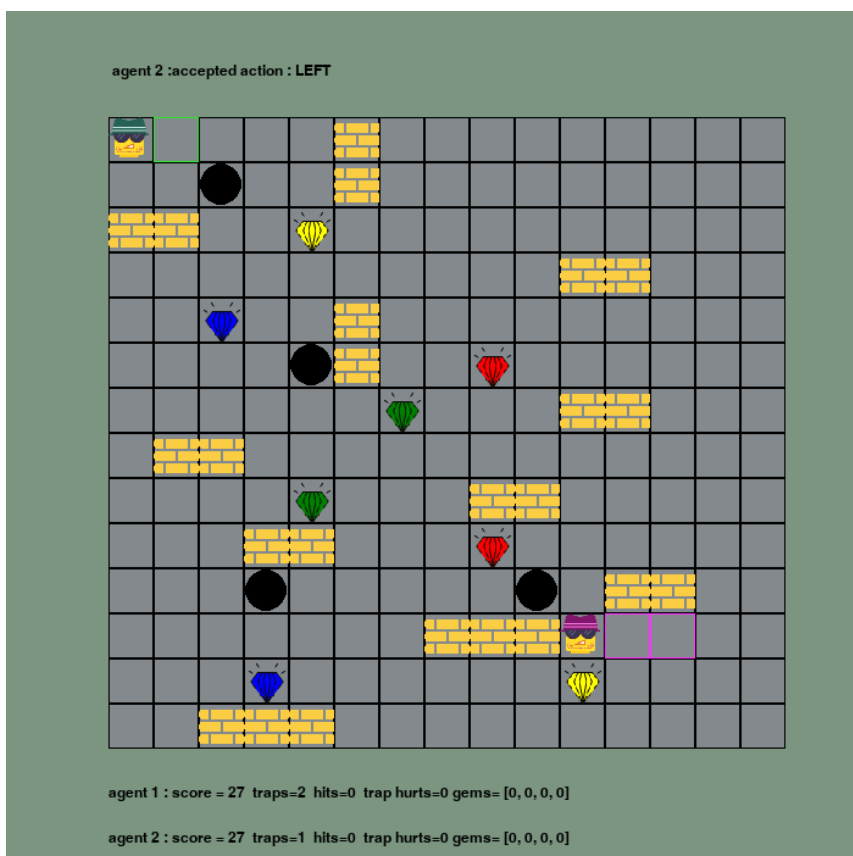 agent 2 :accepted action : LEFT
agent 1 : score = 27 traps=2 hits=0 trap hurts=0 gems= [0, 0, 0, 0]
agent 2 : score = 27 traps=1 hits=0 trap hurts=0 gems= [0, 0, 0, 0]